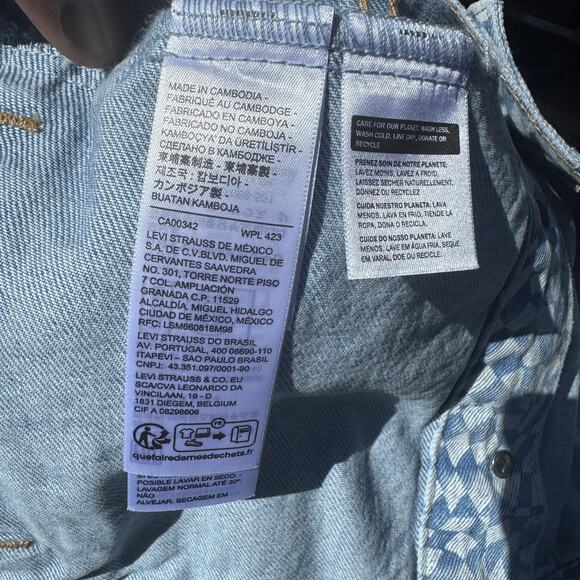 MADE IN CAMBODIA -
FABRIQUÉ AU CAMBODGE -
FABRICADO EN CAMBOYA -
FABRICADO NO CAMBOJA -
KAMBOÇYA'DA ÜRETİLİŞTİR -
СДЕЛАНО В КАМБОДЖЕ -
柬埔寨制造 - 柬埔寨製
제조국: 캄보디아 -
カンボジア製 -
BUATAN KAMBOJA
CA00342 WPL 423
LEVI STRAUSS DE MÉXICO
S.A. DE C.V.BLVD. MIGUEL DE
CERVANTES SAAVEDRA
NO. 301, TORRE NORTE PISO
7 COL. AMPLIACIÓN
GRANADA C.P. 11529
ALCALDÍA. MIGUEL HIDALGO
CIUDAD DE MÉXICO, MÉXICO
RFC: LSM660818M98
LEVI STRAUSS DO BRASIL
AV. PORTUGAL, 400 06690-110
ITAPEVI – SAO PAULO BRASIL
CNPJ: 43.351.097/0001-90
LEVI STRAUSS & CO. EU
SCA/CVA LEONARDO DA
VINCILAAN, 19 - D
1831 DIEGEM, BELGIUM
CIF A 08298606
FR
quefairedemesdechets.fr
POSIBLE LAVAR EN SECO.
LAVAGEM NORMAL ATÉ 30°.
NÃO
ALVEJAR. SECAGEM EM
CARE FOR OUR PLANET: WASH LESS,
WASH COLD, LINE DRY, DONATE OR
RECYCLE
PRENEZ SOIN DE NOTRE PLANÈTE:
LAVEZ MOINS, LAVEZ A FROID,
LAISSEZ SÉCHER NATURELLEMENT,
DONNEZ OU RECYCLEZ
CUIDA NUESTRO PLANETA: LAVA
MENOS, LAVA EN FRIO, TIENDE LA
ROPA, DONA O RECICLA.
CUIDE DO NOSSO PLANETA: LAVE
MENOS, LAVE EM ÁGUA FRIA, SEQUE
EM VARAL, DOE OU RECICLE.